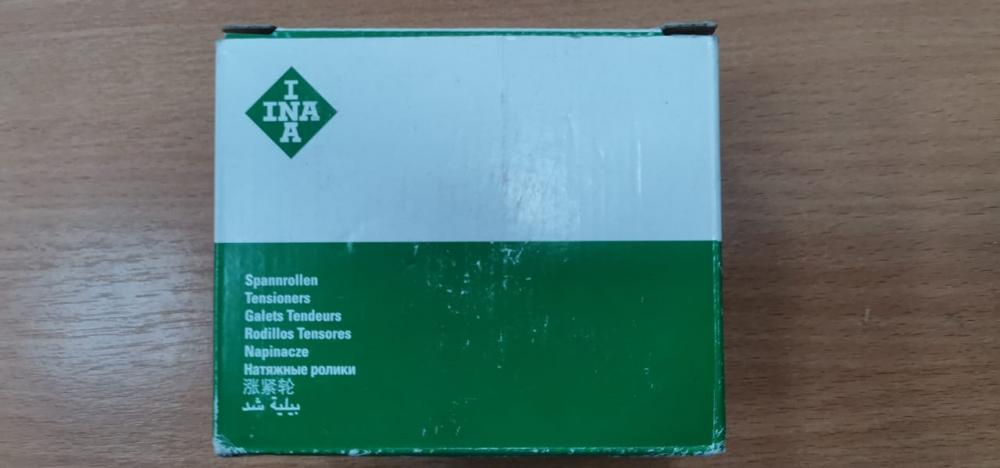 I
INA
A
Spannrollen
Tensioners
Galets Tendeurs
Rodillos Tensores
Napinacze
Натяжные ролики
涨紧轮
بيلية شد